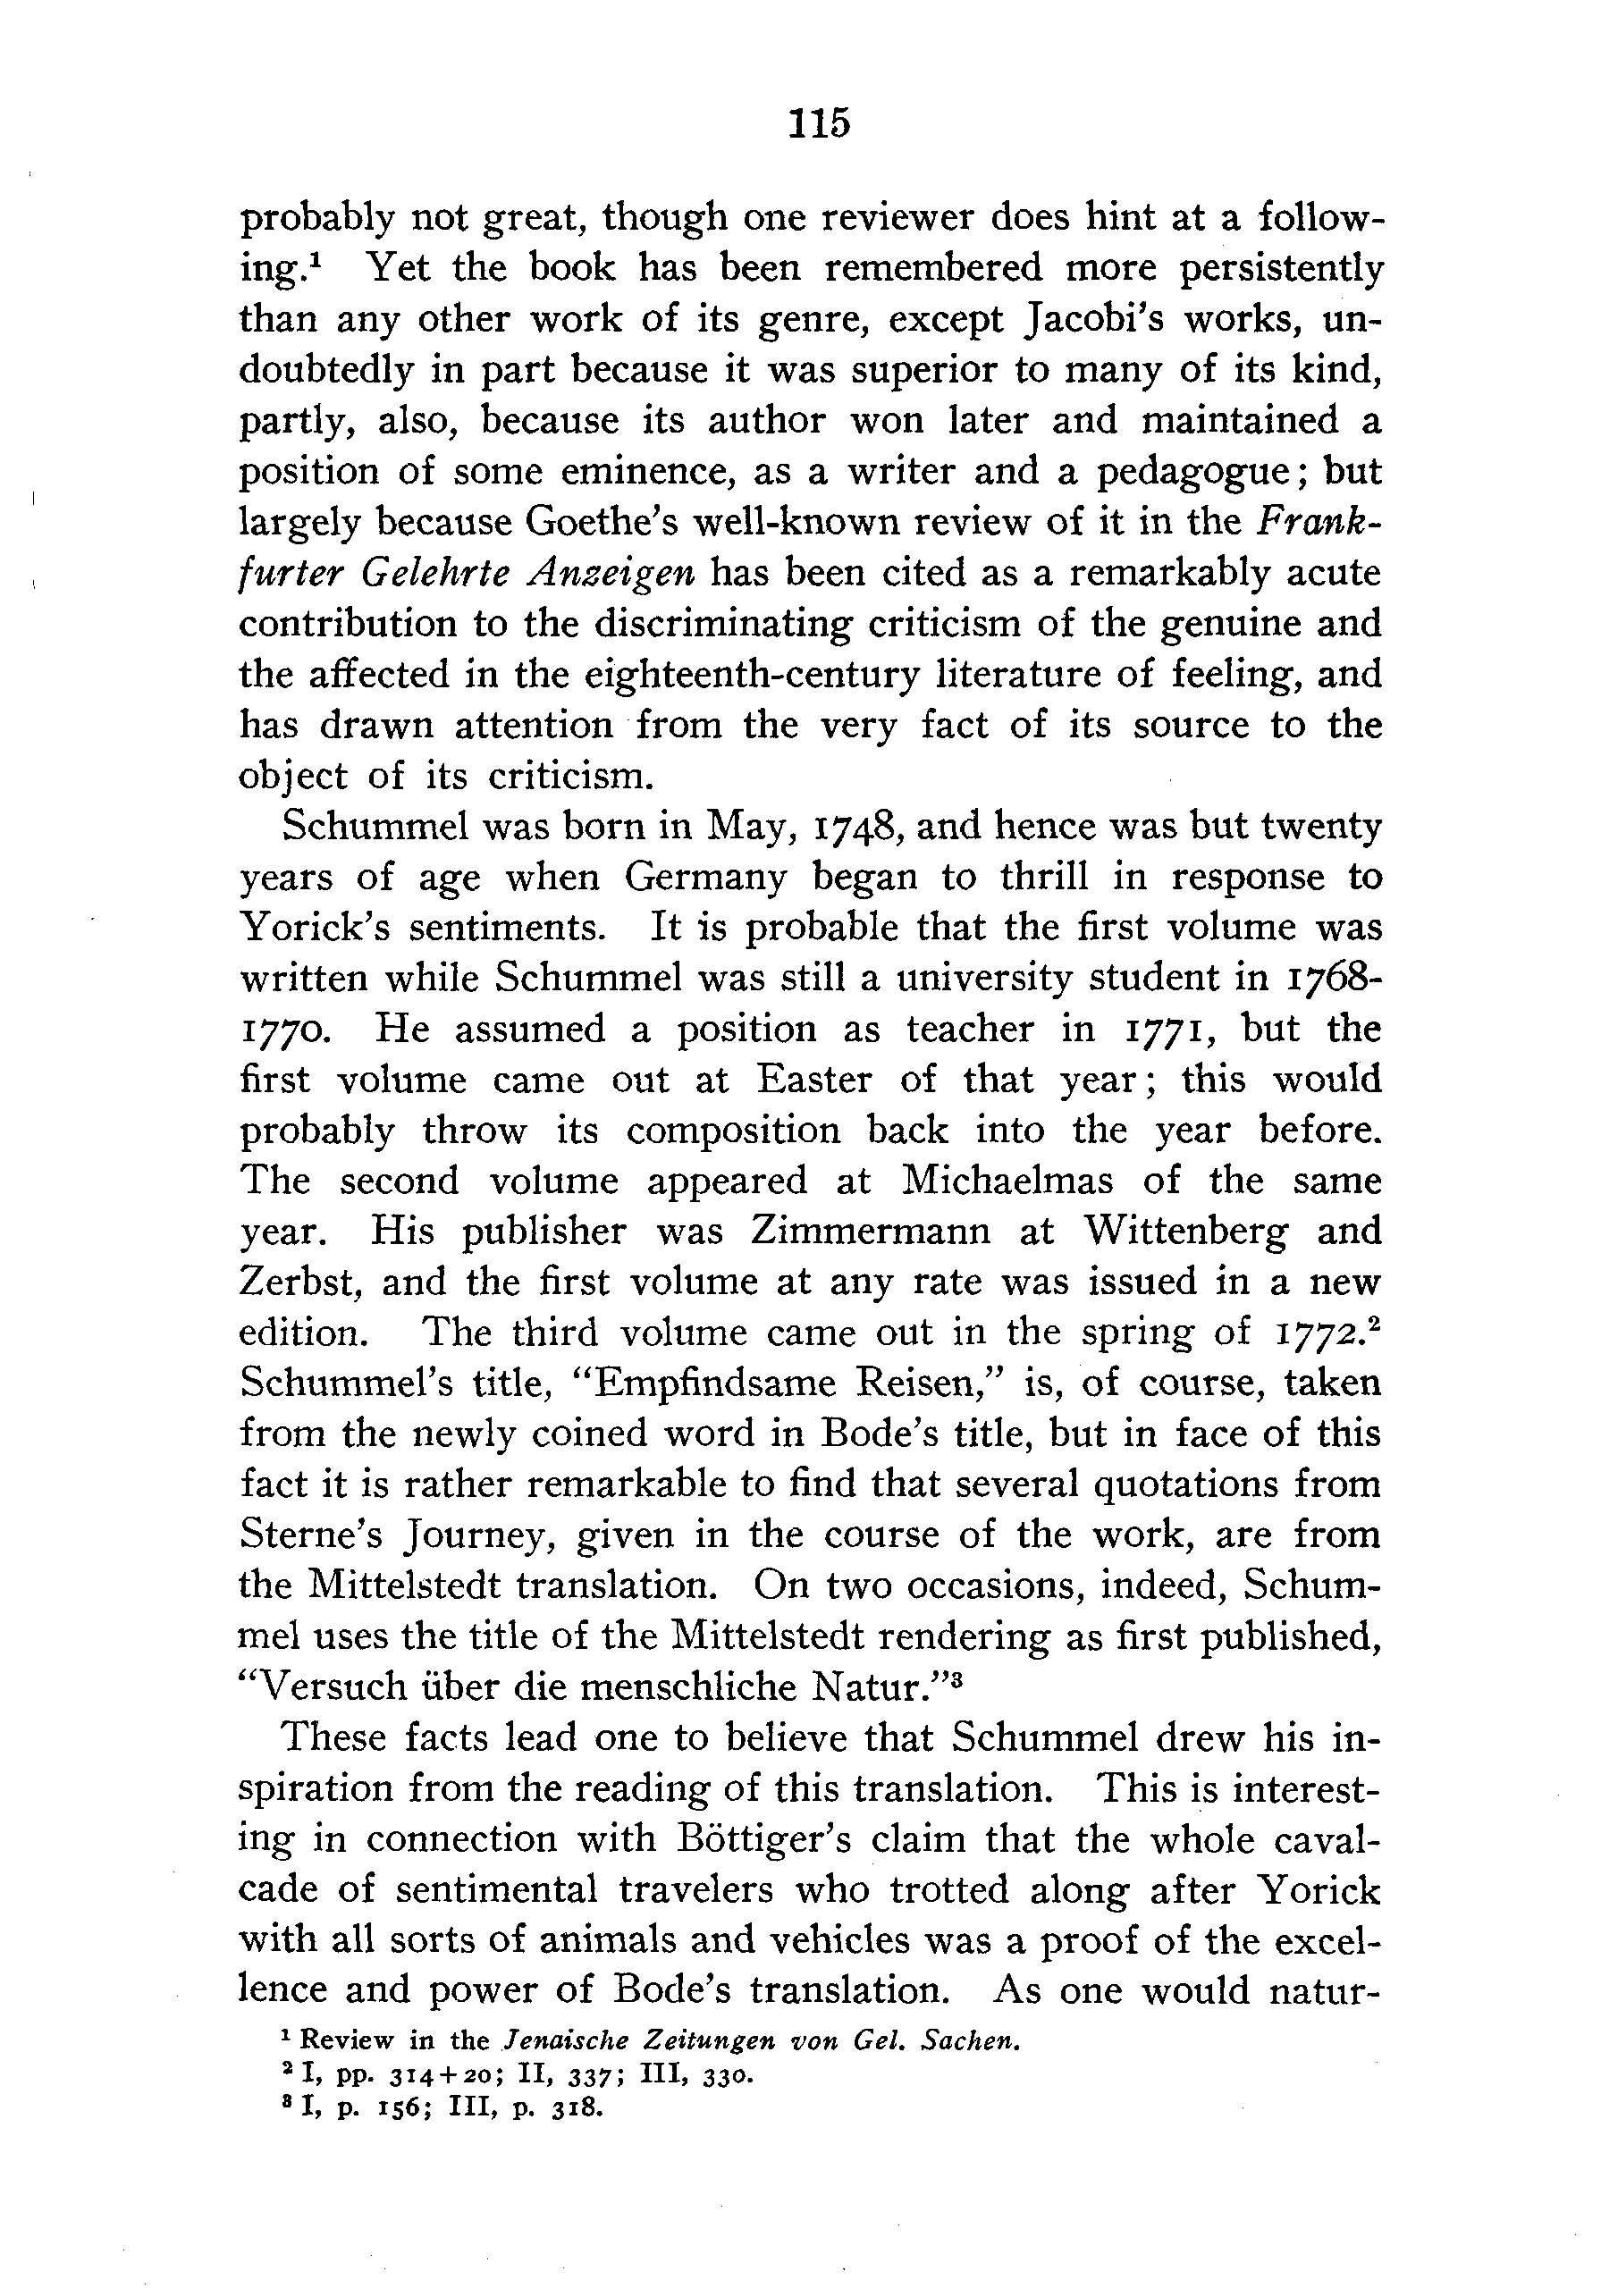 115
probably not great, though one reviewer does hint at a follow-
ing.¹ Yet the book has been remembered more persistently
than any other work of its genre, except Jacobi's works, un-
doubtedly in part because it was superior to many of its kind,
partly, also, because its author won later and maintained a
position of some eminence, as a writer and a pedagogue; but
largely because Goethe's well-known review of it in the Frank-
furter Gelehrte Anzeigen has been cited as a remarkably acute
contribution to the discriminating criticism of the genuine and
the affected in the eighteenth-century literature of feeling, and
has drawn attention from the very fact of its source to the
object of its criticism.
Schummel was born in May, 1748, and hence was but twenty
years of age when Germany began to thrill in response to
Yorick's sentiments. It is probable that the first volume was
written while Schummel was still a university student in 1768-
1770. He assumed a position as teacher in 1771, but the
first volume came out at Easter of that year; this would
probably throw its composition back into the year before.
The second volume appeared at Michaelmas of the same
year. His publisher was Zimmermann at Wittenberg and
Zerbst, and the first volume at any rate was issued in a new
edition. The third volume came out in the spring of 1772.²
Schummel's title, "Empfindsame Reisen," is, of course, taken
from the newly coined word in Bode's title, but in face of this
fact it is rather remarkable to find that several quotations from
Sterne's Journey, given in the course of the work, are from
the Mittelstedt translation. On two occasions, indeed, Schum-
mel uses the title of the Mittelstedt rendering as first published,
"Versuch über die menschliche Natur."³
These facts lead one to believe that Schummel drew his in-
spiration from the reading of this translation. This is interest-
ing in connection with Böttiger's claim that the whole caval-
cade of sentimental travelers who trotted along after Yorick
with all sorts of animals and vehicles was a proof of the excel-
lence and power of Bode's translation. As one would natur-
¹ Review in the Jenaische Zeitungen von Gel. Sachen.
² I, pp. 314+20; II, 337; III, 330.
³ I, p. 156; III, p. 318.